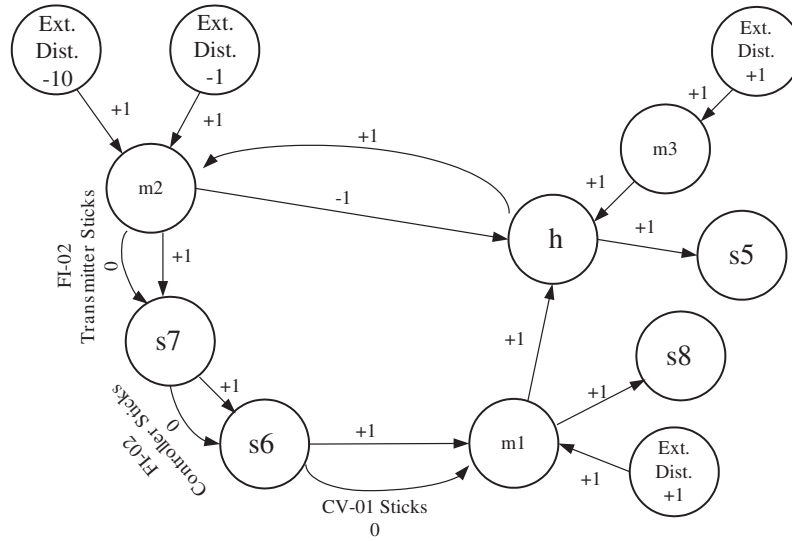 Ext.
Dist.
-10
Ext.
Dist.
-1
Ext.
Dist.
+1
+1
+1
+1
m3
+1
m2
+1
-1
h
+1
s5
FI-02
Transmitter Sticks
0
+1
s7
+1
s8
+1
0
FI-02
Controller Sticks
s6
+1
m1
+1
Ext.
Dist.
+1
+1
CV-01 Sticks
0